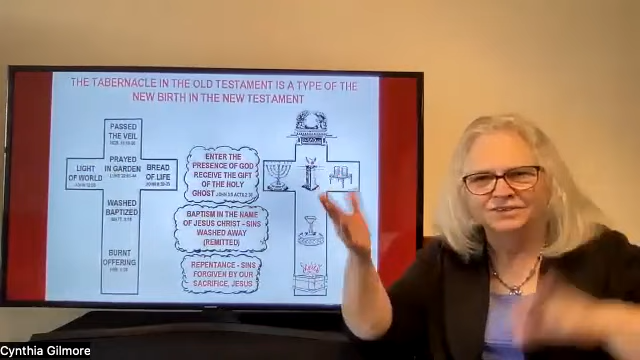 THE TABERNACLE IN THE OLD TESTAMENT IS A TYPE OF THE
NEW BIRTH IN THE NEW TESTAMENT
PASSED
THE VEIL
PRAYED
IN GARDEN
LIGHT
OF WORLD
BREAD
OF LIFE
WASHED
BAPTIZED
BURNT
OFFERING
ENTER THE
PRESENCE OF GOD
RECEIVE THE GIFT
OF THE HOLY
GHOST
BAPTISM IN THE NAME
OF JESUS CHRIST - SINS
WASHED AWAY
(REMITTED)
REPENTANCE - SINS
FORGIVEN BY OUR
SACRIFICE, JESUS
Cynthia Gilmore